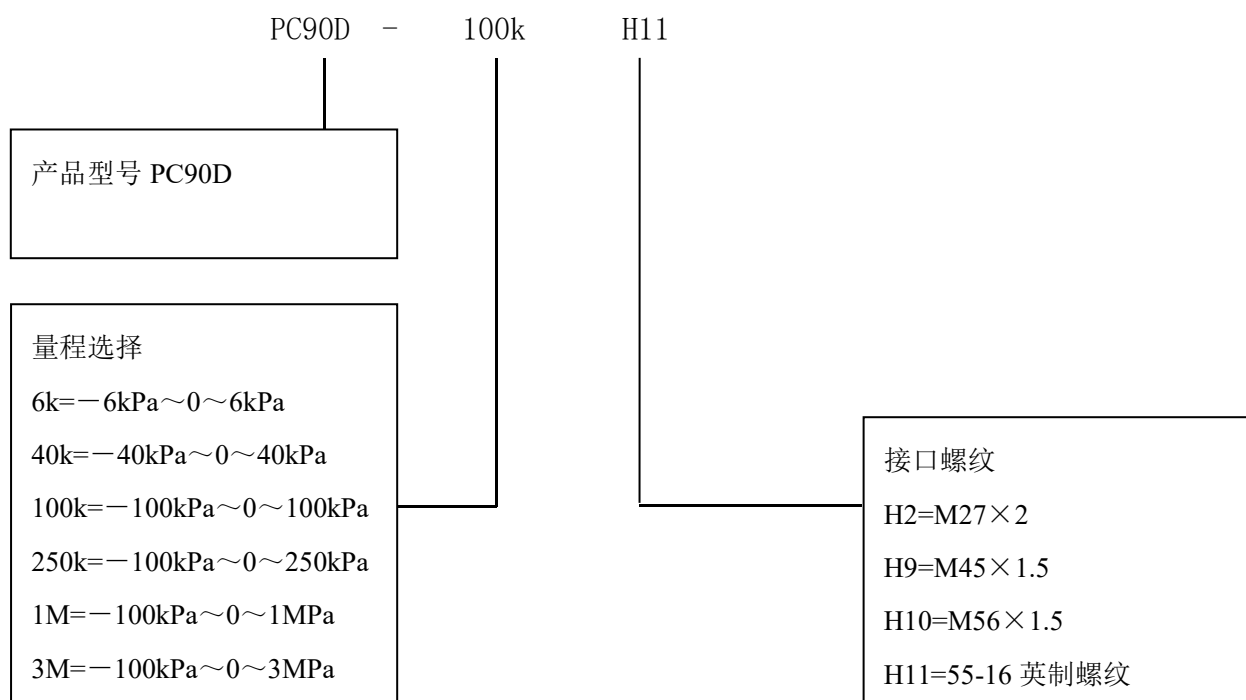 PC90D - 100k H11
产品型号 PC90D
量程选择
6k=－6kPa～0～6kPa
40k=－40kPa～0～40kPa
100k=－100kPa～0～100kPa
250k=－100kPa～0～250kPa
1M=－100kPa～0～1MPa
3M=－100kPa～0～3MPa
接口螺纹
H2=M27×2
H9=M45×1.5
H10=M56×1.5
H11=55-16 英制螺纹